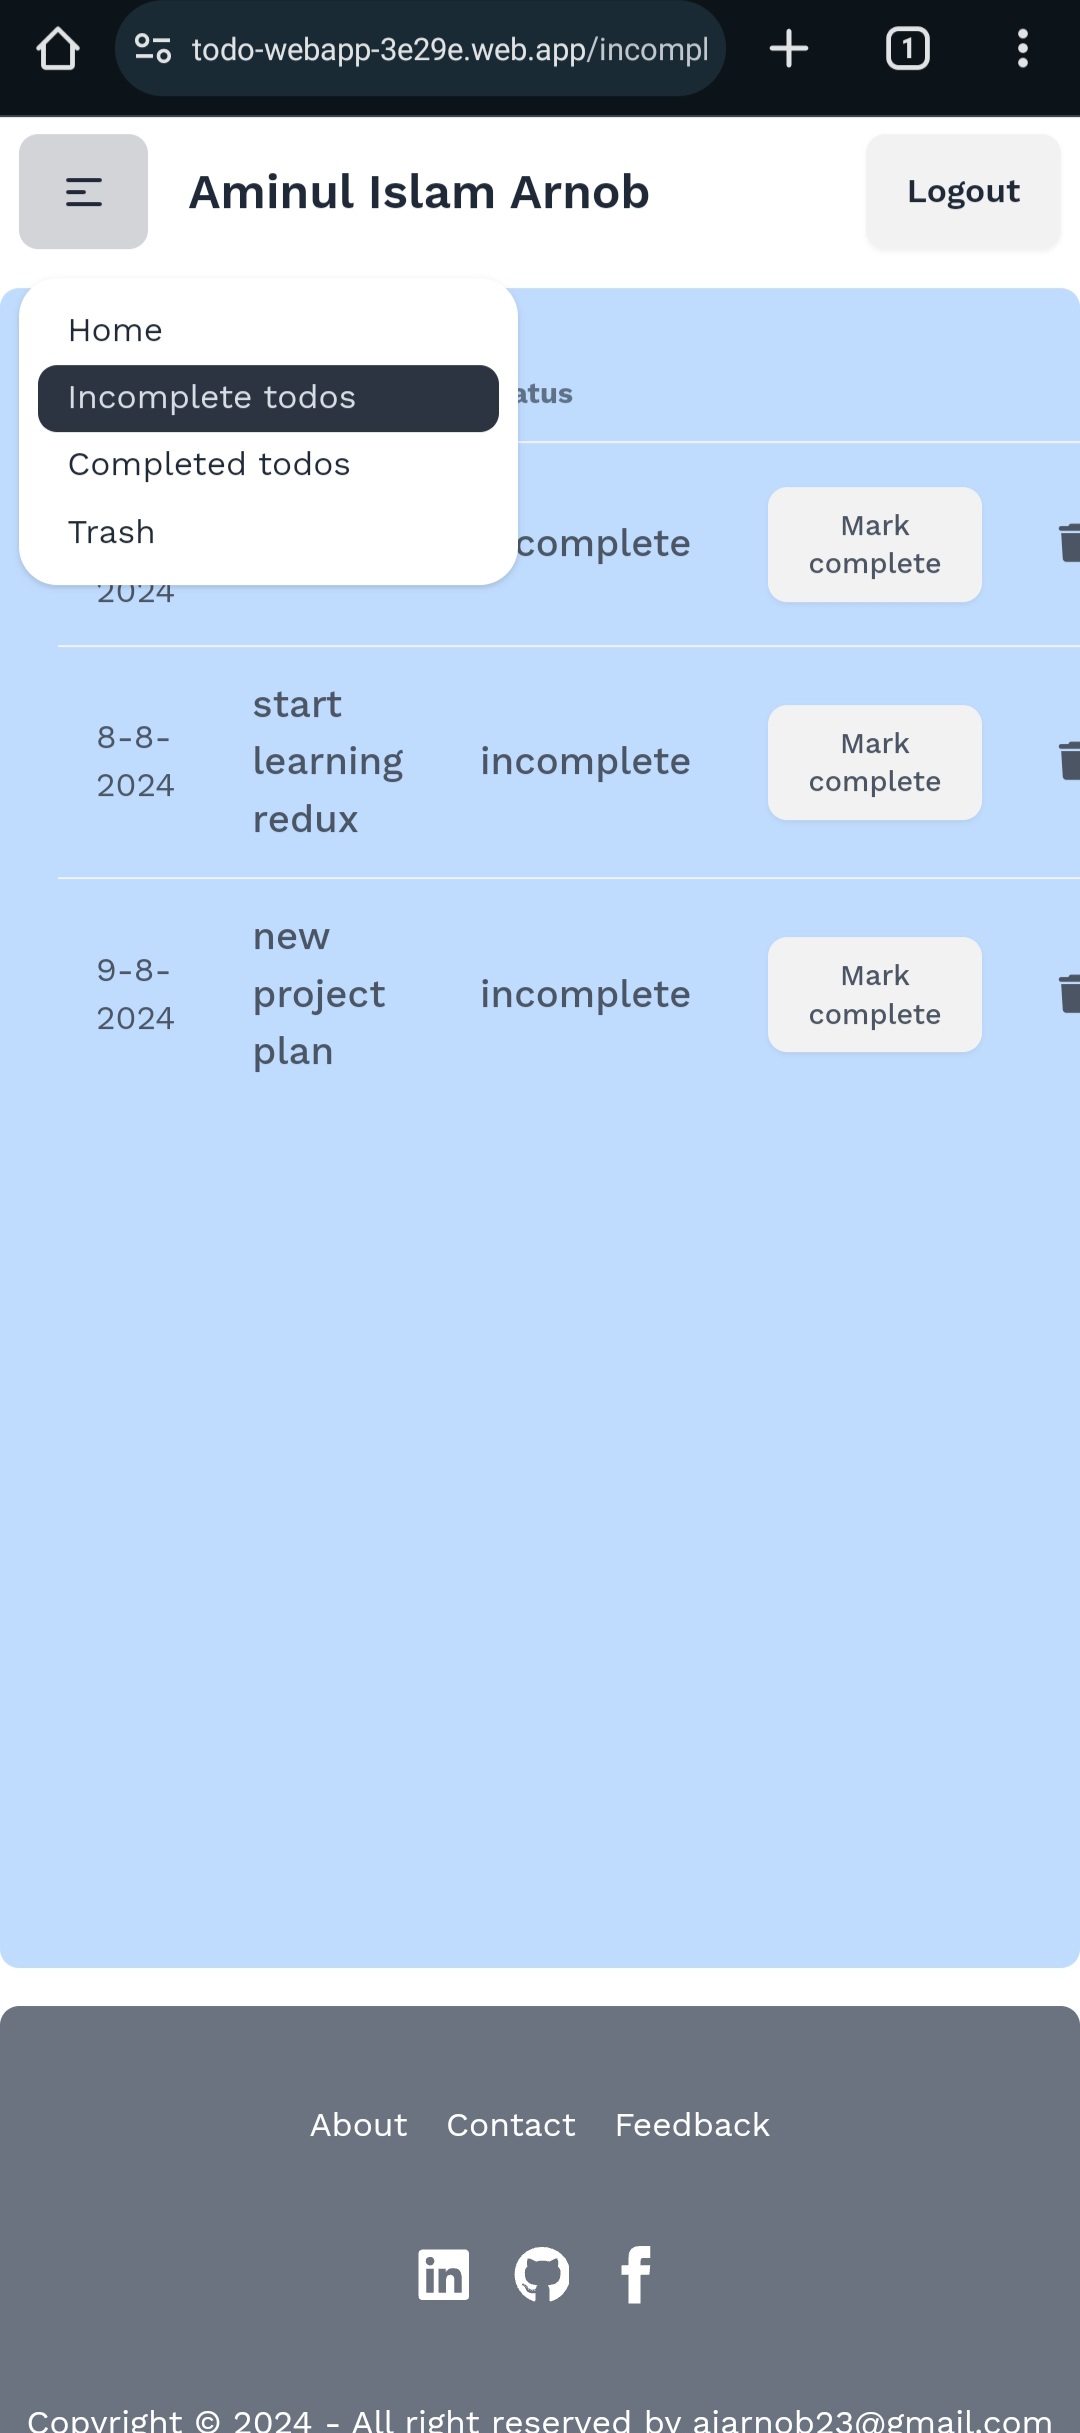 todo-webapp-3e29e.web.app/incompl
1
Aminul Islam Arnob
Logout
Home
Incomplete todos
Completed todos
Trash
atus
2024
complete
Mark
complete
8-8-
2024
start
learning
redux
incomplete
Mark
complete
9-8-
2024
new
project
plan
incomplete
Mark
complete
About Contact Feedback
in
f
Copyright © 2024 - All right reserved by aiarnob23@gmail.com